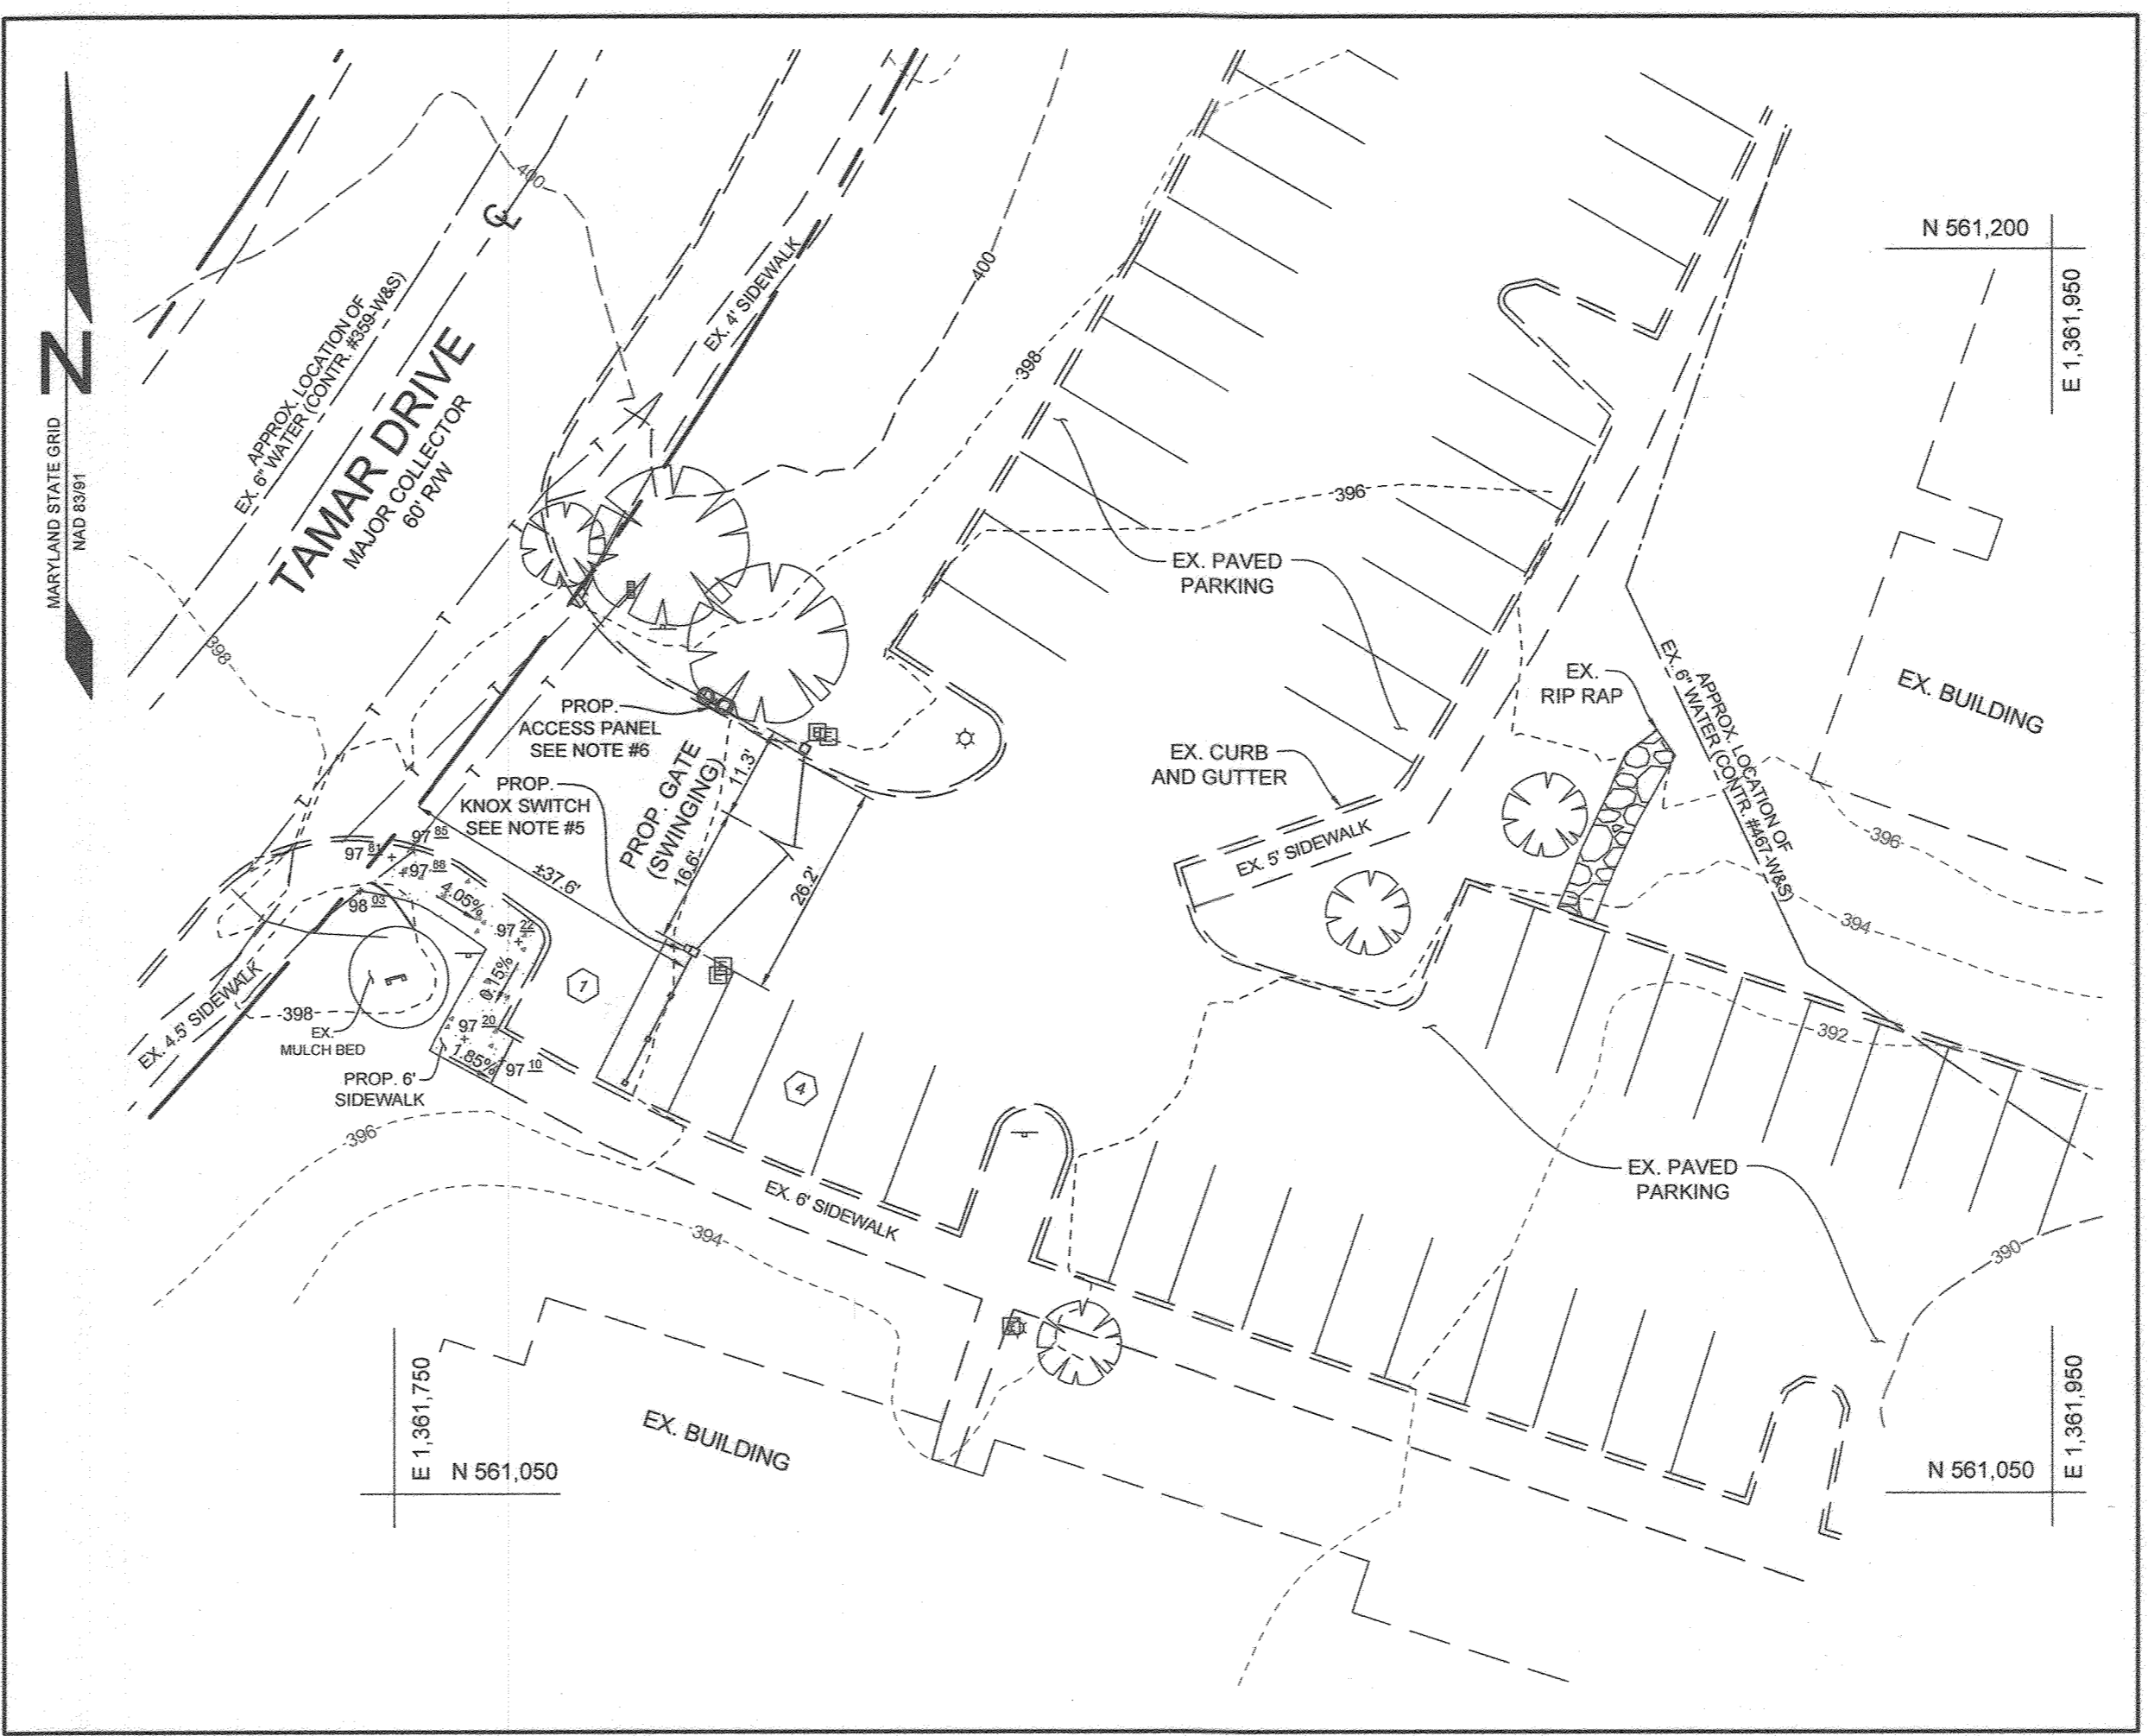 N 561,200
E 1,361,950
400
℄
EX. 4' SIDEWALK
400
APPROX. LOCATION OF
EX. 6" WATER (CONTR. #359-W&S)
TAMAR DRIVE
MAJOR COLLECTOR
60' R/W
N
MARYLAND STATE GRID
NAD 83/91
398
396
EX. PAVED
PARKING
398
EX.
RIP RAP
APPROX. LOCATION OF
EX. 6" WATER (CONTR. #467-W&S)
EX. BUILDING
PROP.
ACCESS PANEL
SEE NOTE #6
PROP.
KNOX SWITCH
SEE NOTE #5
PROP. GATE
(SWINGING)
11.3'
16.6'
26.2'
±37.6'
EX. CURB
AND GUTTER
EX. 5' SIDEWALK
396
394
392
390
97 85
97 81
97 88
98 03
4.05%
97 22
0.15%
97 20
1.85%
97 10
1
4
EX. 4.5' SIDEWALK
398
EX.
MULCH BED
PROP. 6'
SIDEWALK
396
394
EX. 6' SIDEWALK
EX. PAVED
PARKING
E 1,361,750
N 561,050
EX. BUILDING
N 561,050
E 1,361,950
T
T
T
T
T
T
T
T
T
E
E
E
E